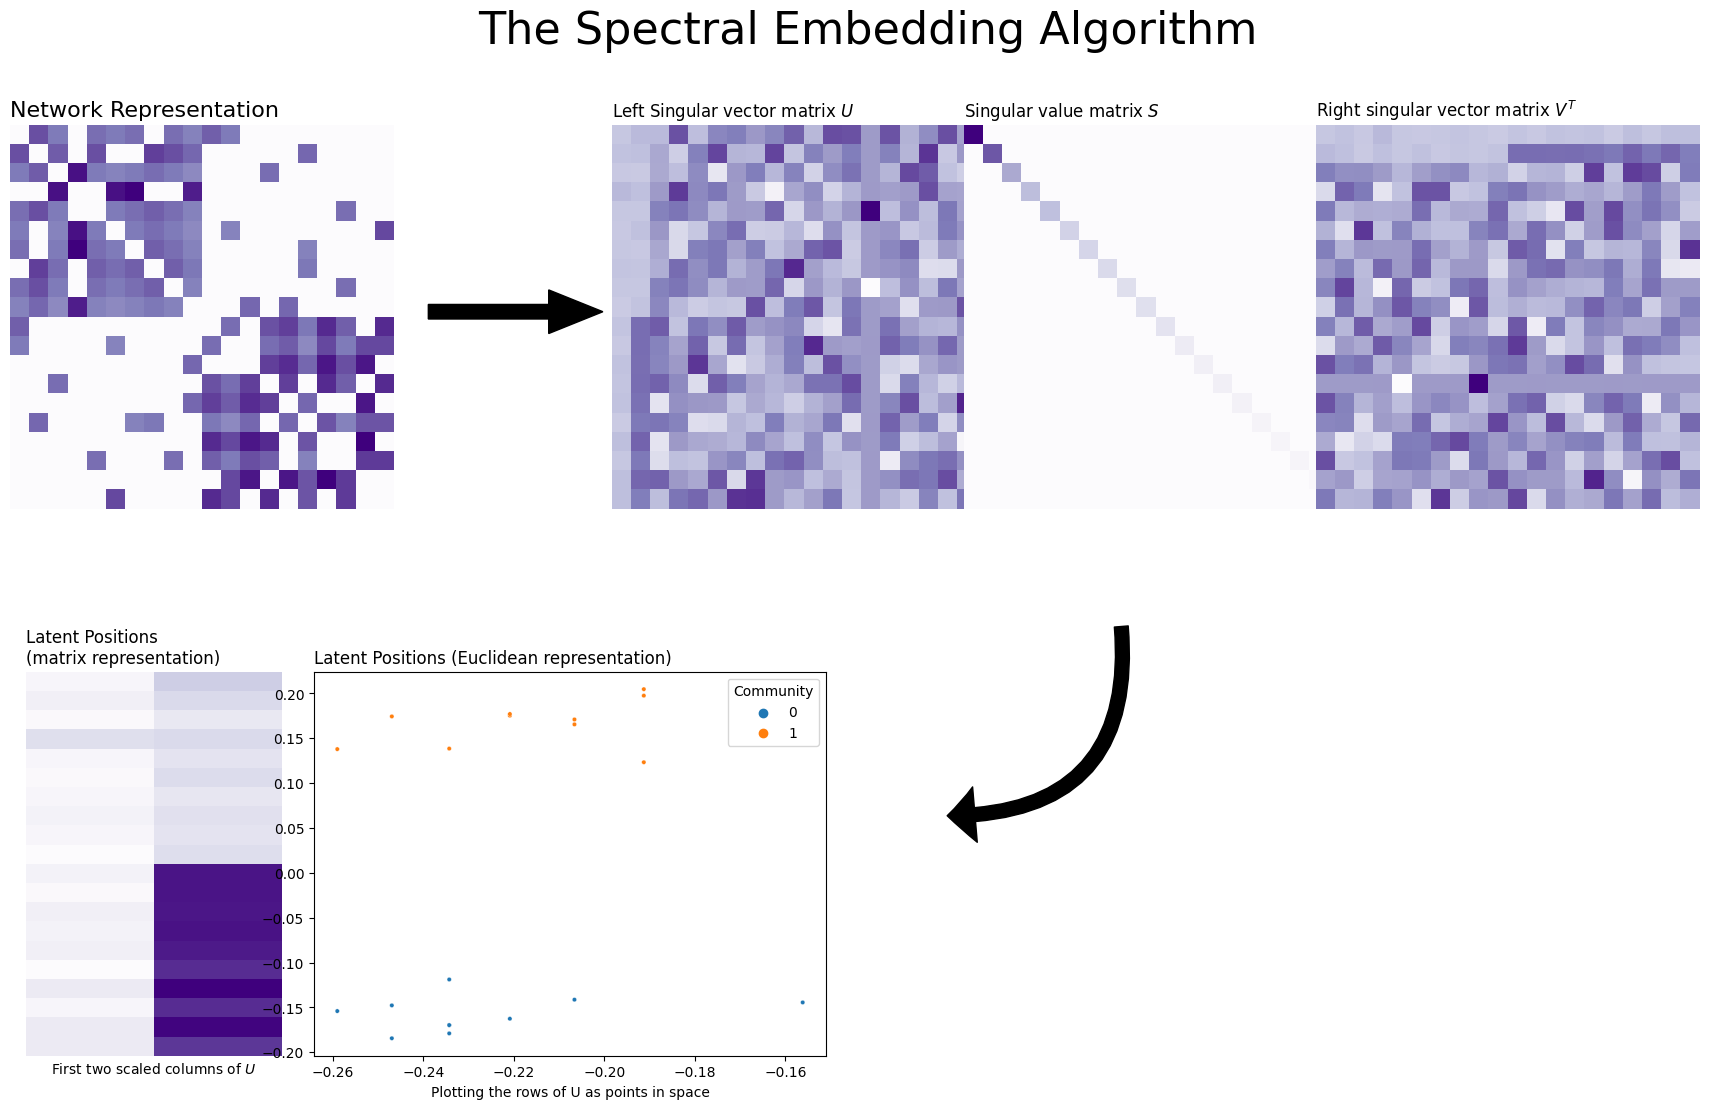 The Spectral Embedding Algorithm
Network Representation
Left Singular vector matrix U
Singular value matrix S
Right singular vector matrix V^T
Latent Positions
(matrix representation)
First two scaled columns of U
Latent Positions (Euclidean representation)
Community
0
1
0.20
0.15
0.10
0.05
0.00
−0.05
−0.10
−0.15
−0.20
−0.26 −0.24 −0.22 −0.20 −0.18 −0.16
Plotting the rows of U as points in space